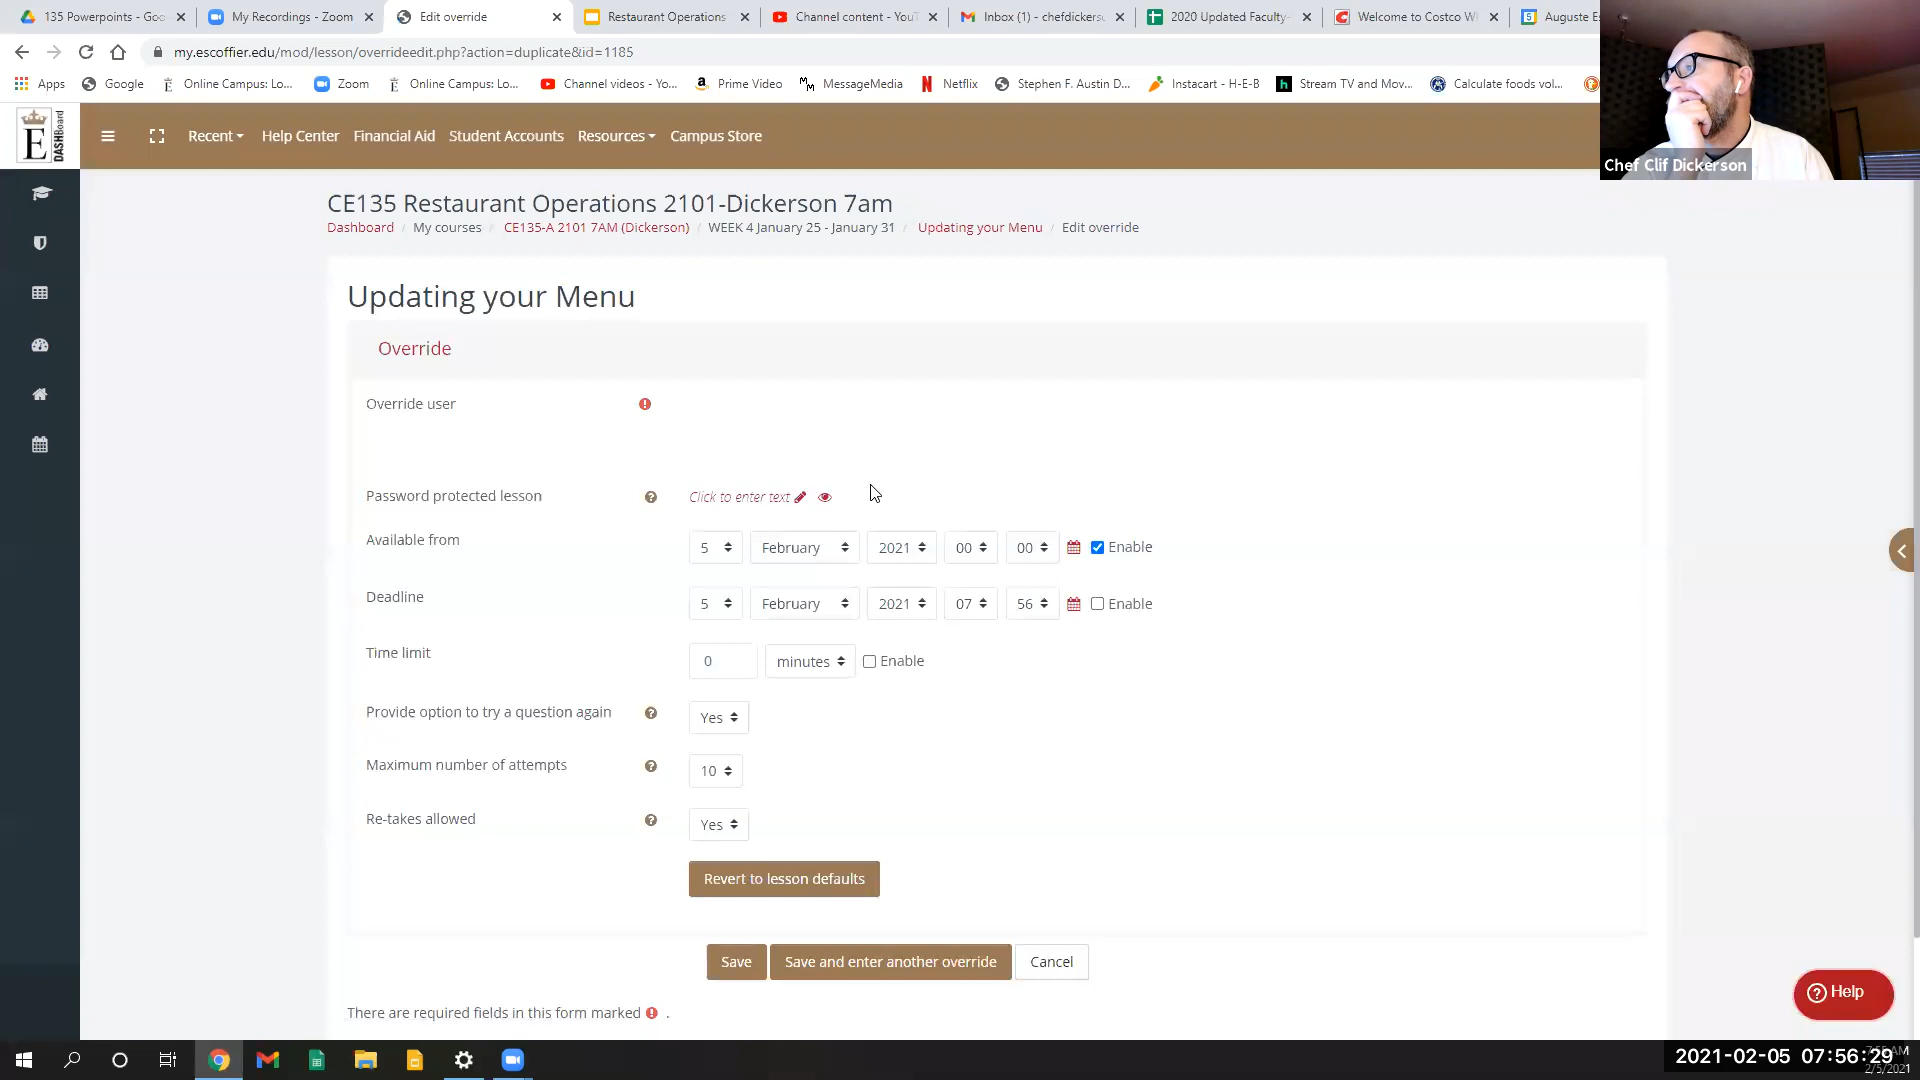 135 Powerpoints - Goo
My Recordings - Zoom
Edit override
Restaurant Operations
Channel content - YouT
Inbox (1) - chefdickers
2020 Updated Faculty-
Welcome to Costco W
Auguste Es
my.escoffier.edu/mod/lesson/overrideedit.php?action=duplicate&id=1185
Apps
Google
Online Campus: Lo...
Zoom
Online Campus: Lo...
Channel videos - Yo...
Prime Video
MessageMedia
Netflix
Stephen F. Austin D...
Instacart - H-E-B
Stream TV and Mov...
Calculate foods vol...
Chef Clif Dickerson
E DASHBoard
Recent
Help Center
Financial Aid
Student Accounts
Resources
Campus Store
CE135 Restaurant Operations 2101-Dickerson 7am
Dashboard / My courses / CE135-A 2101 7AM (Dickerson) / WEEK 4 January 25 - January 31 / Updating your Menu / Edit override
Updating your Menu
Override
Override user
Password protected lesson Click to enter text
Available from 5 February 2021 00 00 Enable
Deadline 5 February 2021 07 56 Enable
Time limit 0 minutes Enable
Provide option to try a question again Yes
Maximum number of attempts 10
Re-takes allowed Yes
Revert to lesson defaults
Save
Save and enter another override
Cancel
Help
There are required fields in this form marked .
2021-02-05 07:56:29
2/5/2021